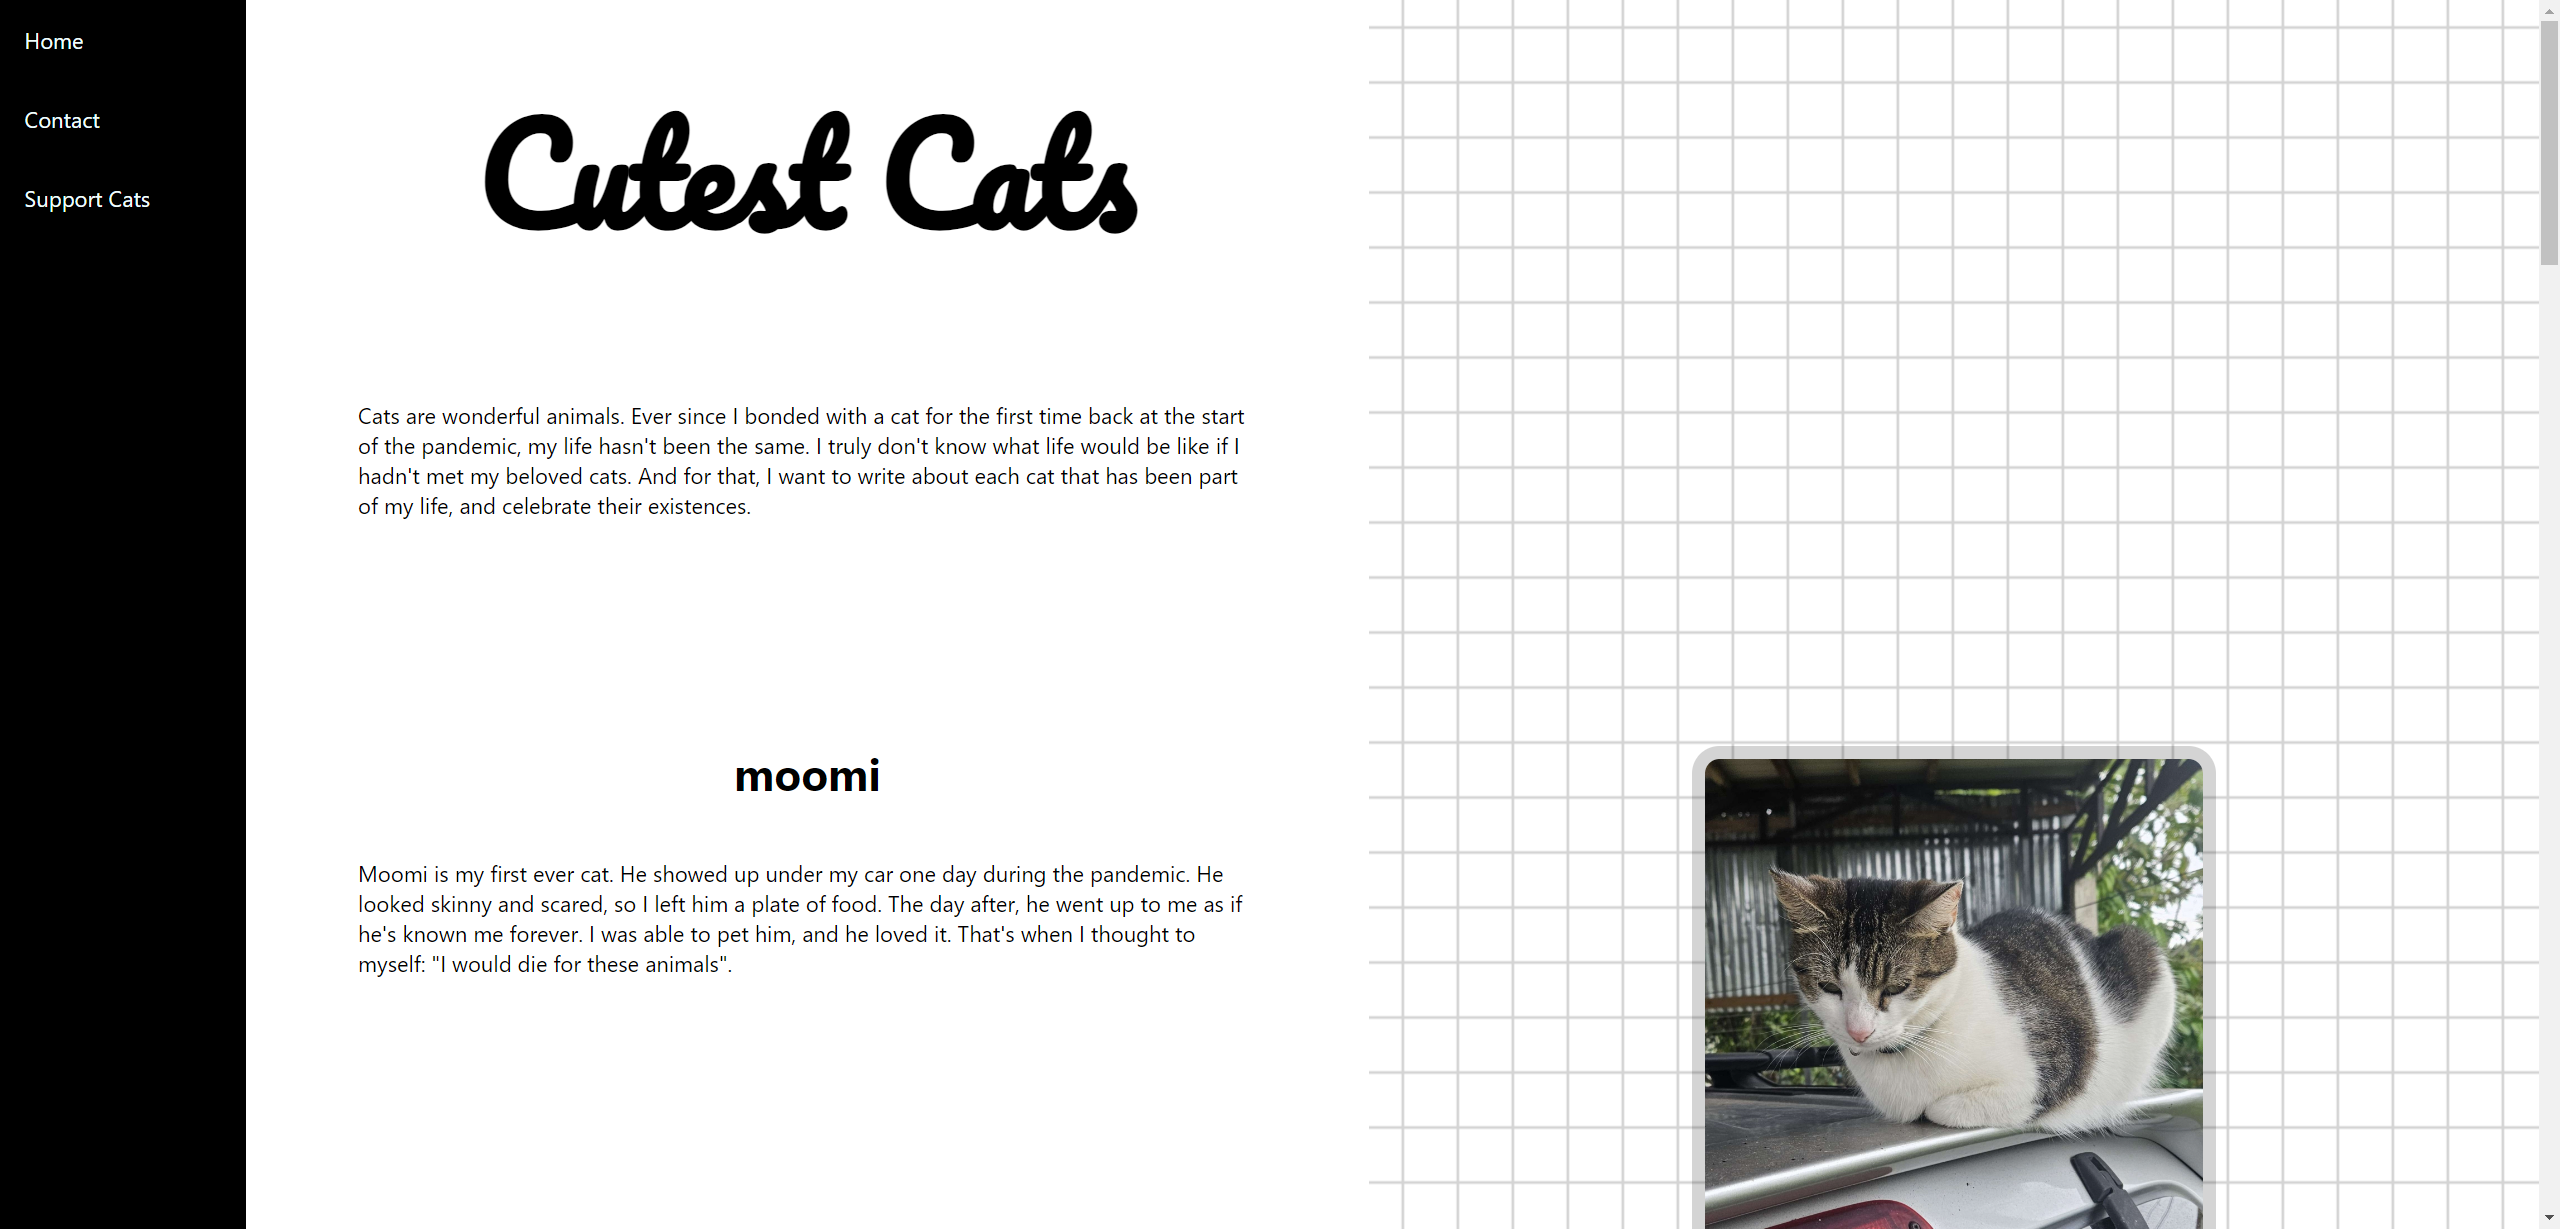 Home
Contact
Support Cats
Cutest Cats
Cats are wonderful animals. Ever since I bonded with a cat for the first time back at the start
of the pandemic, my life hasn't been the same. I truly don't know what life would be like if I
hadn't met my beloved cats. And for that, I want to write about each cat that has been part
of my life, and celebrate their existences.
moomi
Moomi is my first ever cat. He showed up under my car one day during the pandemic. He
looked skinny and scared, so I left him a plate of food. The day after, he went up to me as if
he's known me forever. I was able to pet him, and he loved it. That's when I thought to
myself: "I would die for these animals".